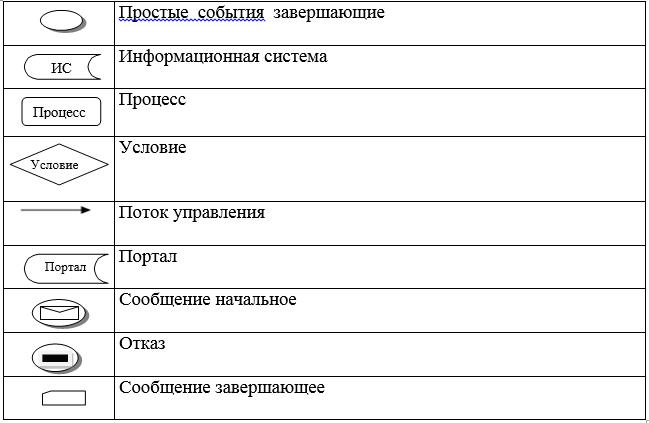 Простые события завершающие
ИС
Информационная система
Процесс
Процесс
Условие
Условие
Поток управления
Портал
Портал
Сообщение начальное
Отказ
Сообщение завершающее